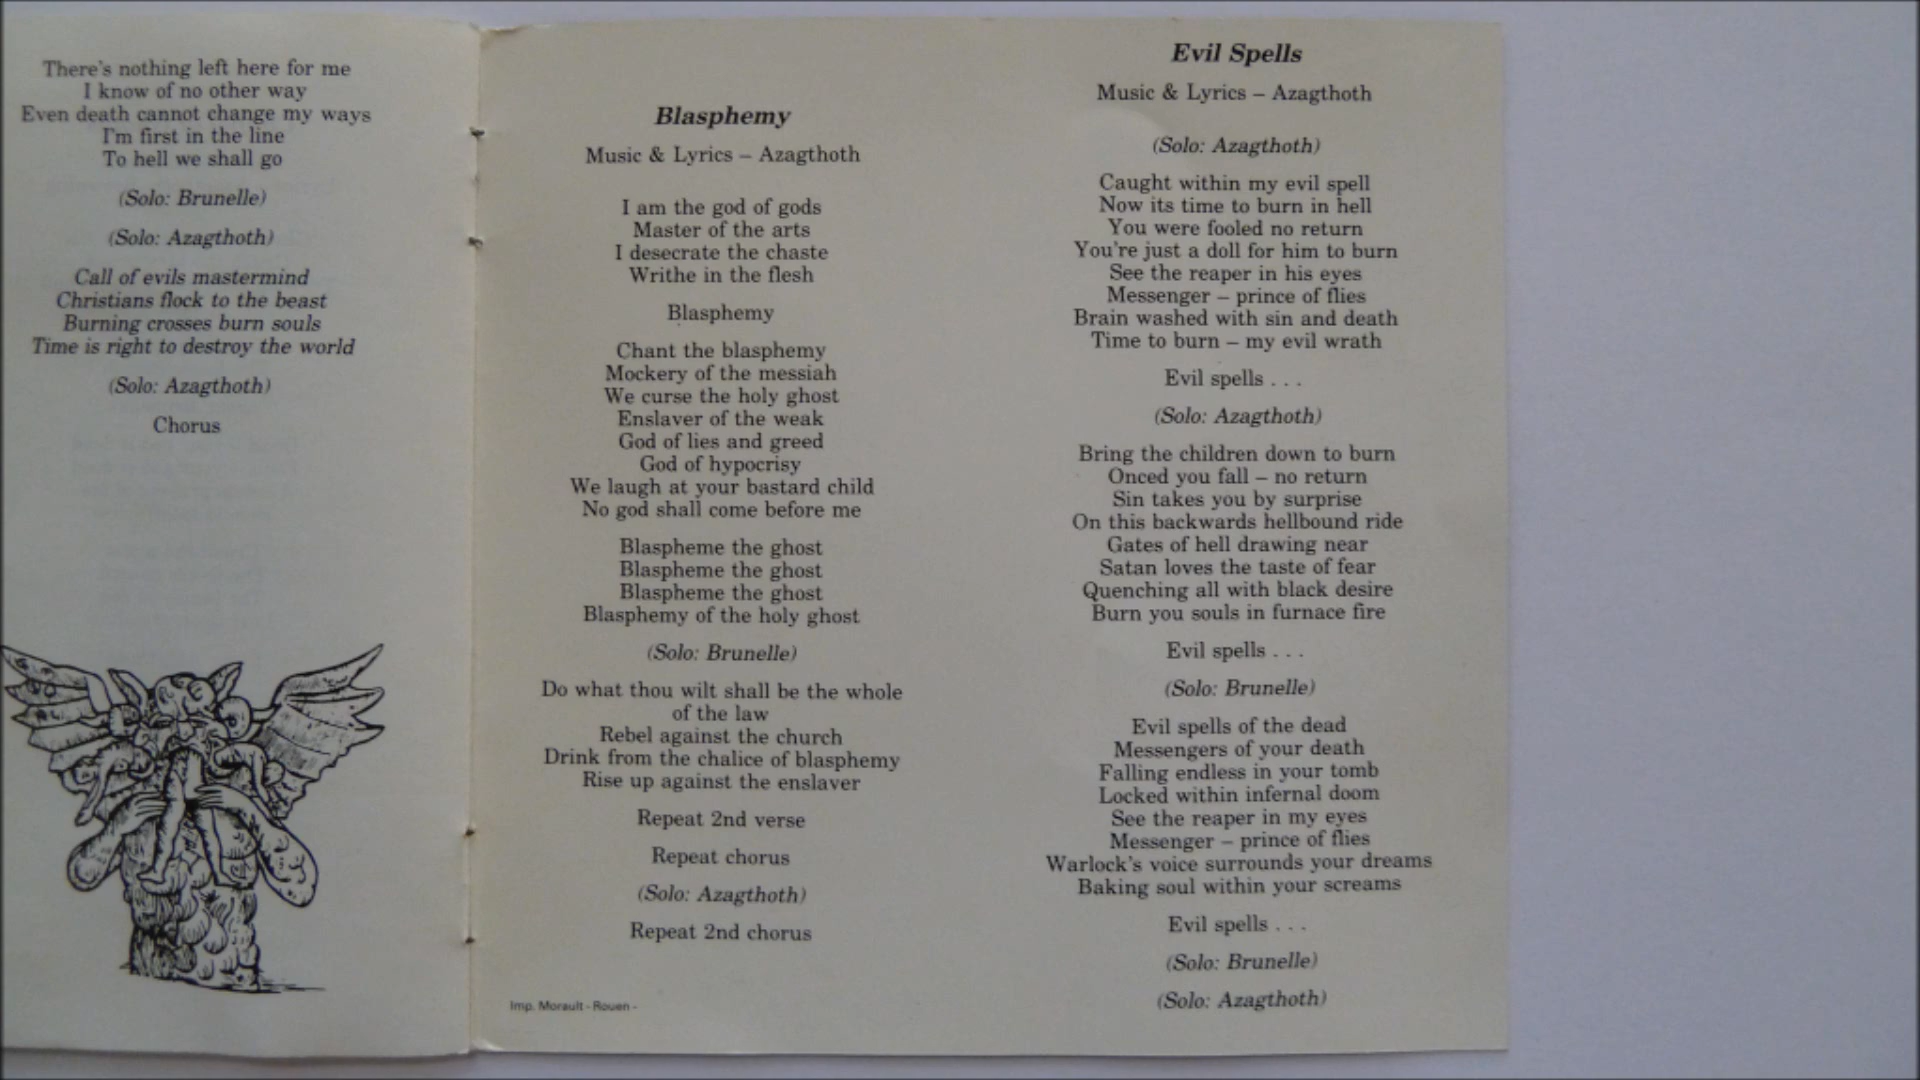 There's nothing left here for me
I know of no other way
Even death cannot change my ways
I'm first in the line
To hell we shall go
(Solo: Brunelle)
(Solo: Azagthoth)
Call of evils mastermind
Christians flock to the beast
Burning crosses burn souls
Time is right to destroy the world
(Solo: Azagthoth)
Chorus
Blasphemy
Music & Lyrics – Azagthoth
I am the god of gods
Master of the arts
I desecrate the chaste
Writhe in the flesh
Blasphemy
Chant the blasphemy
Mockery of the messiah
We curse the holy ghost
Enslaver of the weak
God of lies and greed
God of hypocrisy
We laugh at your bastard child
No god shall come before me
Blaspheme the ghost
Blaspheme the ghost
Blaspheme the ghost
Blasphemy of the holy ghost
(Solo: Brunelle)
Do what thou wilt shall be the whole
of the law
Rebel against the church
Drink from the chalice of blasphemy
Rise up against the enslaver
Repeat 2nd verse
Repeat chorus
(Solo: Azagthoth)
Repeat 2nd chorus
Imp. Morault - Rouen -
Evil Spells
Music & Lyrics – Azagthoth
(Solo: Azagthoth)
Caught within my evil spell
Now its time to burn in hell
You were fooled no return
You're just a doll for him to burn
See the reaper in his eyes
Messenger – prince of flies
Brain washed with sin and death
Time to burn – my evil wrath
Evil spells . . .
(Solo: Azagthoth)
Bring the children down to burn
Onced you fall – no return
Sin takes you by surprise
On this backwards hellbound ride
Gates of hell drawing near
Satan loves the taste of fear
Quenching all with black desire
Burn you souls in furnace fire
Evil spells . . .
(Solo: Brunelle)
Evil spells of the dead
Messengers of your death
Falling endless in your tomb
Locked within infernal doom
See the reaper in my eyes
Messenger – prince of flies
Warlock's voice surrounds your dreams
Baking soul within your screams
Evil spells . . .
(Solo: Brunelle)
(Solo: Azagthoth)